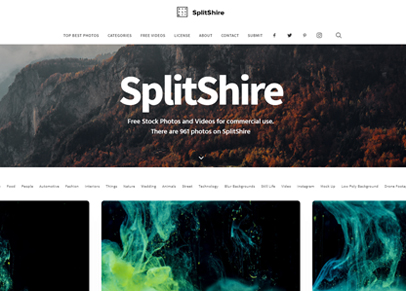 SplitShire
TOP BEST PHOTOS CATEGORIES FREE VIDEOS LICENSE ABOUT CONTACT SUBMIT
SplitShire
Free Stock Photos and Videos for commercial use.
There are 961 photos on SplitShire
Food People Automotive Fashion Interiors Things Nature Wedding Animals Street Technology Blur Backgrounds Still Life Video Instagram Mock Up Low Poly Background Drone Foota